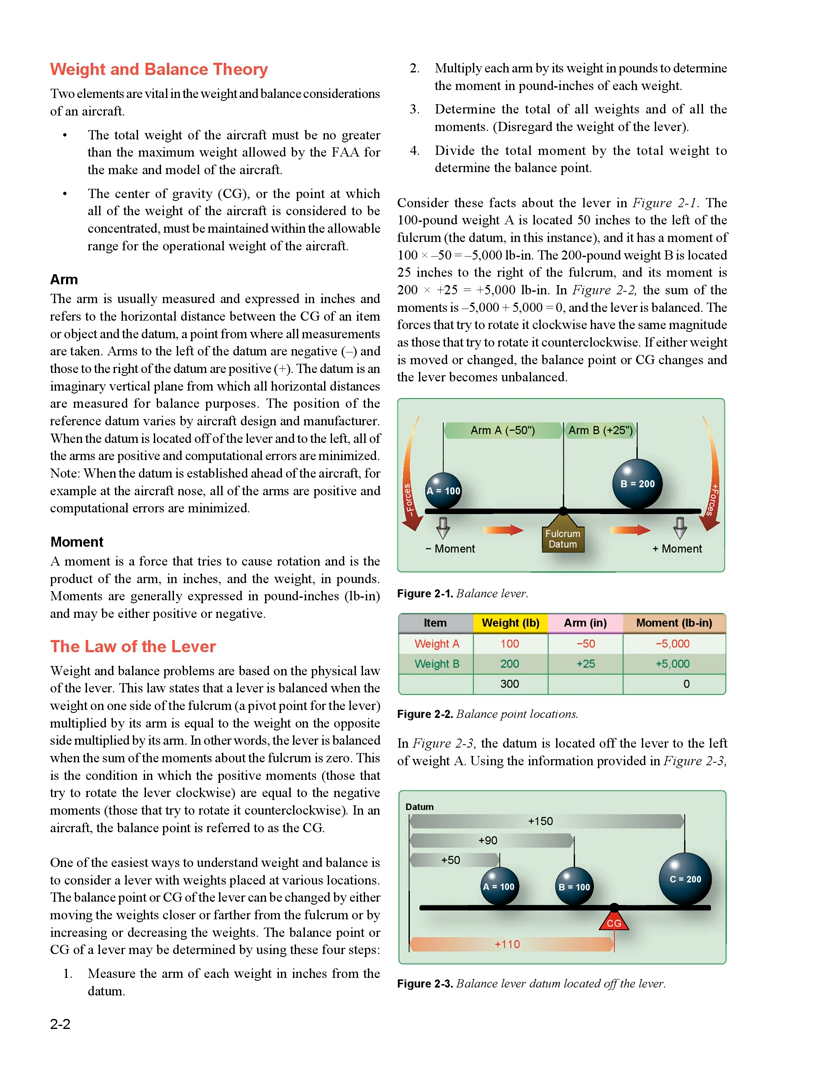 Weight and Balance Theory
Two elements are vital in the weight and balance considerations
of an aircraft.
• The total weight of the aircraft must be no greater
than the maximum weight allowed by the FAA for
the make and model of the aircraft.
• The center of gravity (CG), or the point at which
all of the weight of the aircraft is considered to be
concentrated, must be maintained within the allowable
range for the operational weight of the aircraft.
Arm
The arm is usually measured and expressed in inches and
refers to the horizontal distance between the CG of an item
or object and the datum, a point from where all measurements
are taken. Arms to the left of the datum are negative (–) and
those to the right of the datum are positive (+). The datum is an
imaginary vertical plane from which all horizontal distances
are measured for balance purposes. The position of the
reference datum varies by aircraft design and manufacturer.
When the datum is located off of the lever and to the left, all of
the arms are positive and computational errors are minimized.
Note: When the datum is established ahead of the aircraft, for
example at the aircraft nose, all of the arms are positive and
computational errors are minimized.
Moment
A moment is a force that tries to cause rotation and is the
product of the arm, in inches, and the weight, in pounds.
Moments are generally expressed in pound-inches (lb-in)
and may be either positive or negative.
The Law of the Lever
Weight and balance problems are based on the physical law
of the lever. This law states that a lever is balanced when the
weight on one side of the fulcrum (a pivot point for the lever)
multiplied by its arm is equal to the weight on the opposite
side multiplied by its arm. In other words, the lever is balanced
when the sum of the moments about the fulcrum is zero. This
is the condition in which the positive moments (those that
try to rotate the lever clockwise) are equal to the negative
moments (those that try to rotate it counterclockwise). In an
aircraft, the balance point is referred to as the CG.
One of the easiest ways to understand weight and balance is
to consider a lever with weights placed at various locations.
The balance point or CG of the lever can be changed by either
moving the weights closer or farther from the fulcrum or by
increasing or decreasing the weights. The balance point or
CG of a lever may be determined by using these four steps:
1. Measure the arm of each weight in inches from the
datum.
2. Multiply each arm by its weight in pounds to determine
the moment in pound-inches of each weight.
3. Determine the total of all weights and of all the
moments. (Disregard the weight of the lever).
4. Divide the total moment by the total weight to
determine the balance point.
Consider these facts about the lever in Figure 2-1. The
100-pound weight A is located 50 inches to the left of the
fulcrum (the datum, in this instance), and it has a moment of
100 × –50 = –5,000 lb-in. The 200-pound weight B is located
25 inches to the right of the fulcrum, and its moment is
200 × +25 = +5,000 lb-in. In Figure 2-2, the sum of the
moments is –5,000 + 5,000 = 0, and the lever is balanced. The
forces that try to rotate it clockwise have the same magnitude
as those that try to rotate it counterclockwise. If either weight
is moved or changed, the balance point or CG changes and
the lever becomes unbalanced.
Arm A (−50") Arm B (+25")
−Forces A = 100 B = 200 +Forces
Fulcrum
Datum
− Moment + Moment
Figure 2-1. Balance lever.
Item Weight (lb) Arm (in) Moment (lb-in)
Weight A 100 −50 −5,000
Weight B 200 +25 +5,000
300 0
Figure 2-2. Balance point locations.
In Figure 2-3, the datum is located off the lever to the left
of weight A. Using the information provided in Figure 2-3,
Datum
+150
+90
+50
A = 100 B = 100 C = 200
CG
+110
Figure 2-3. Balance lever datum located off the lever.
2-2